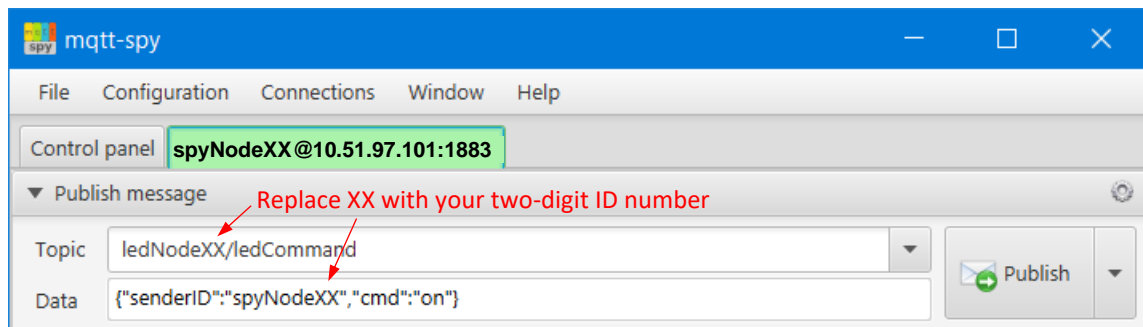 spy mqtt-spy
File Configuration Connections Window Help
Control panel spyNodeXX@10.51.97.101:1883
Publish message
Replace XX with your two-digit ID number
Topic ledNodeXX/ledCommand
Publish
Data {"senderID":"spyNodeXX","cmd":"on"}